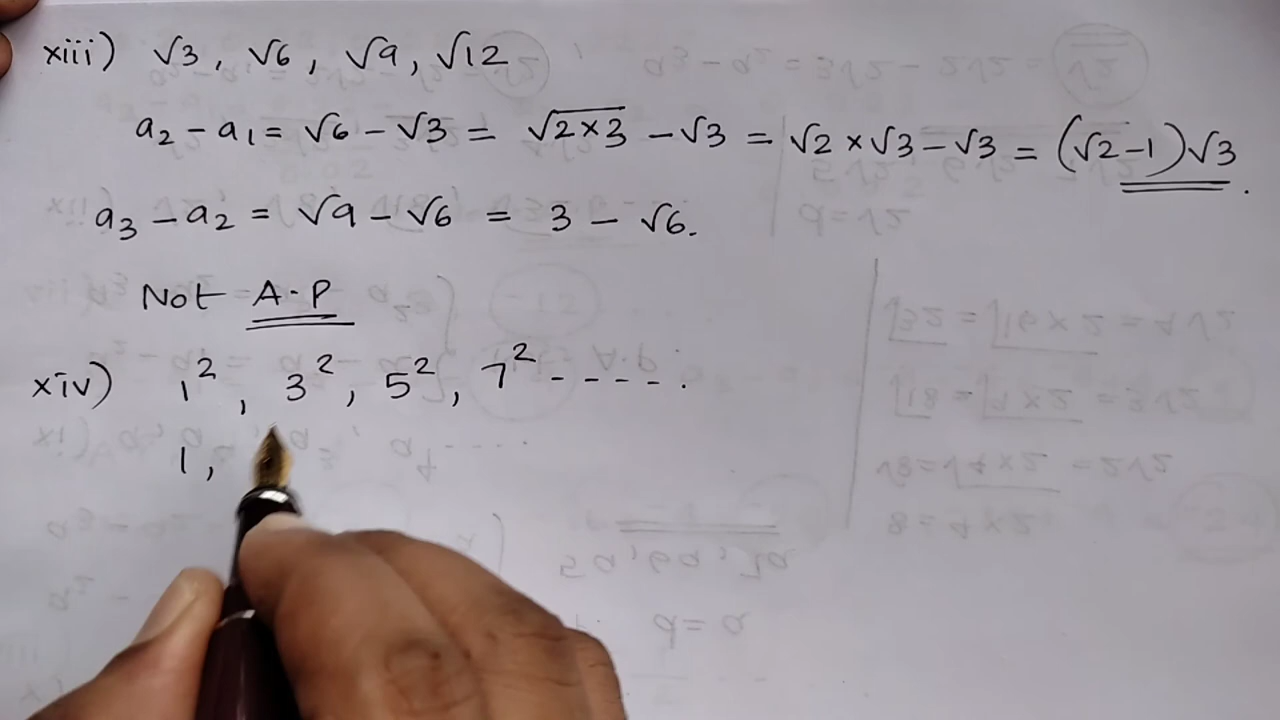 xiii) √3, √6, √9, √12
a₂ - a₁ = √6 - √3 = √2×3 - √3 = √2 × √3 - √3 = (√2-1)√3.
a₃ - a₂ = √9 - √6 = 3 - √6.
Not A.P
xiv) 1², 3², 5², 7² -----.
1,